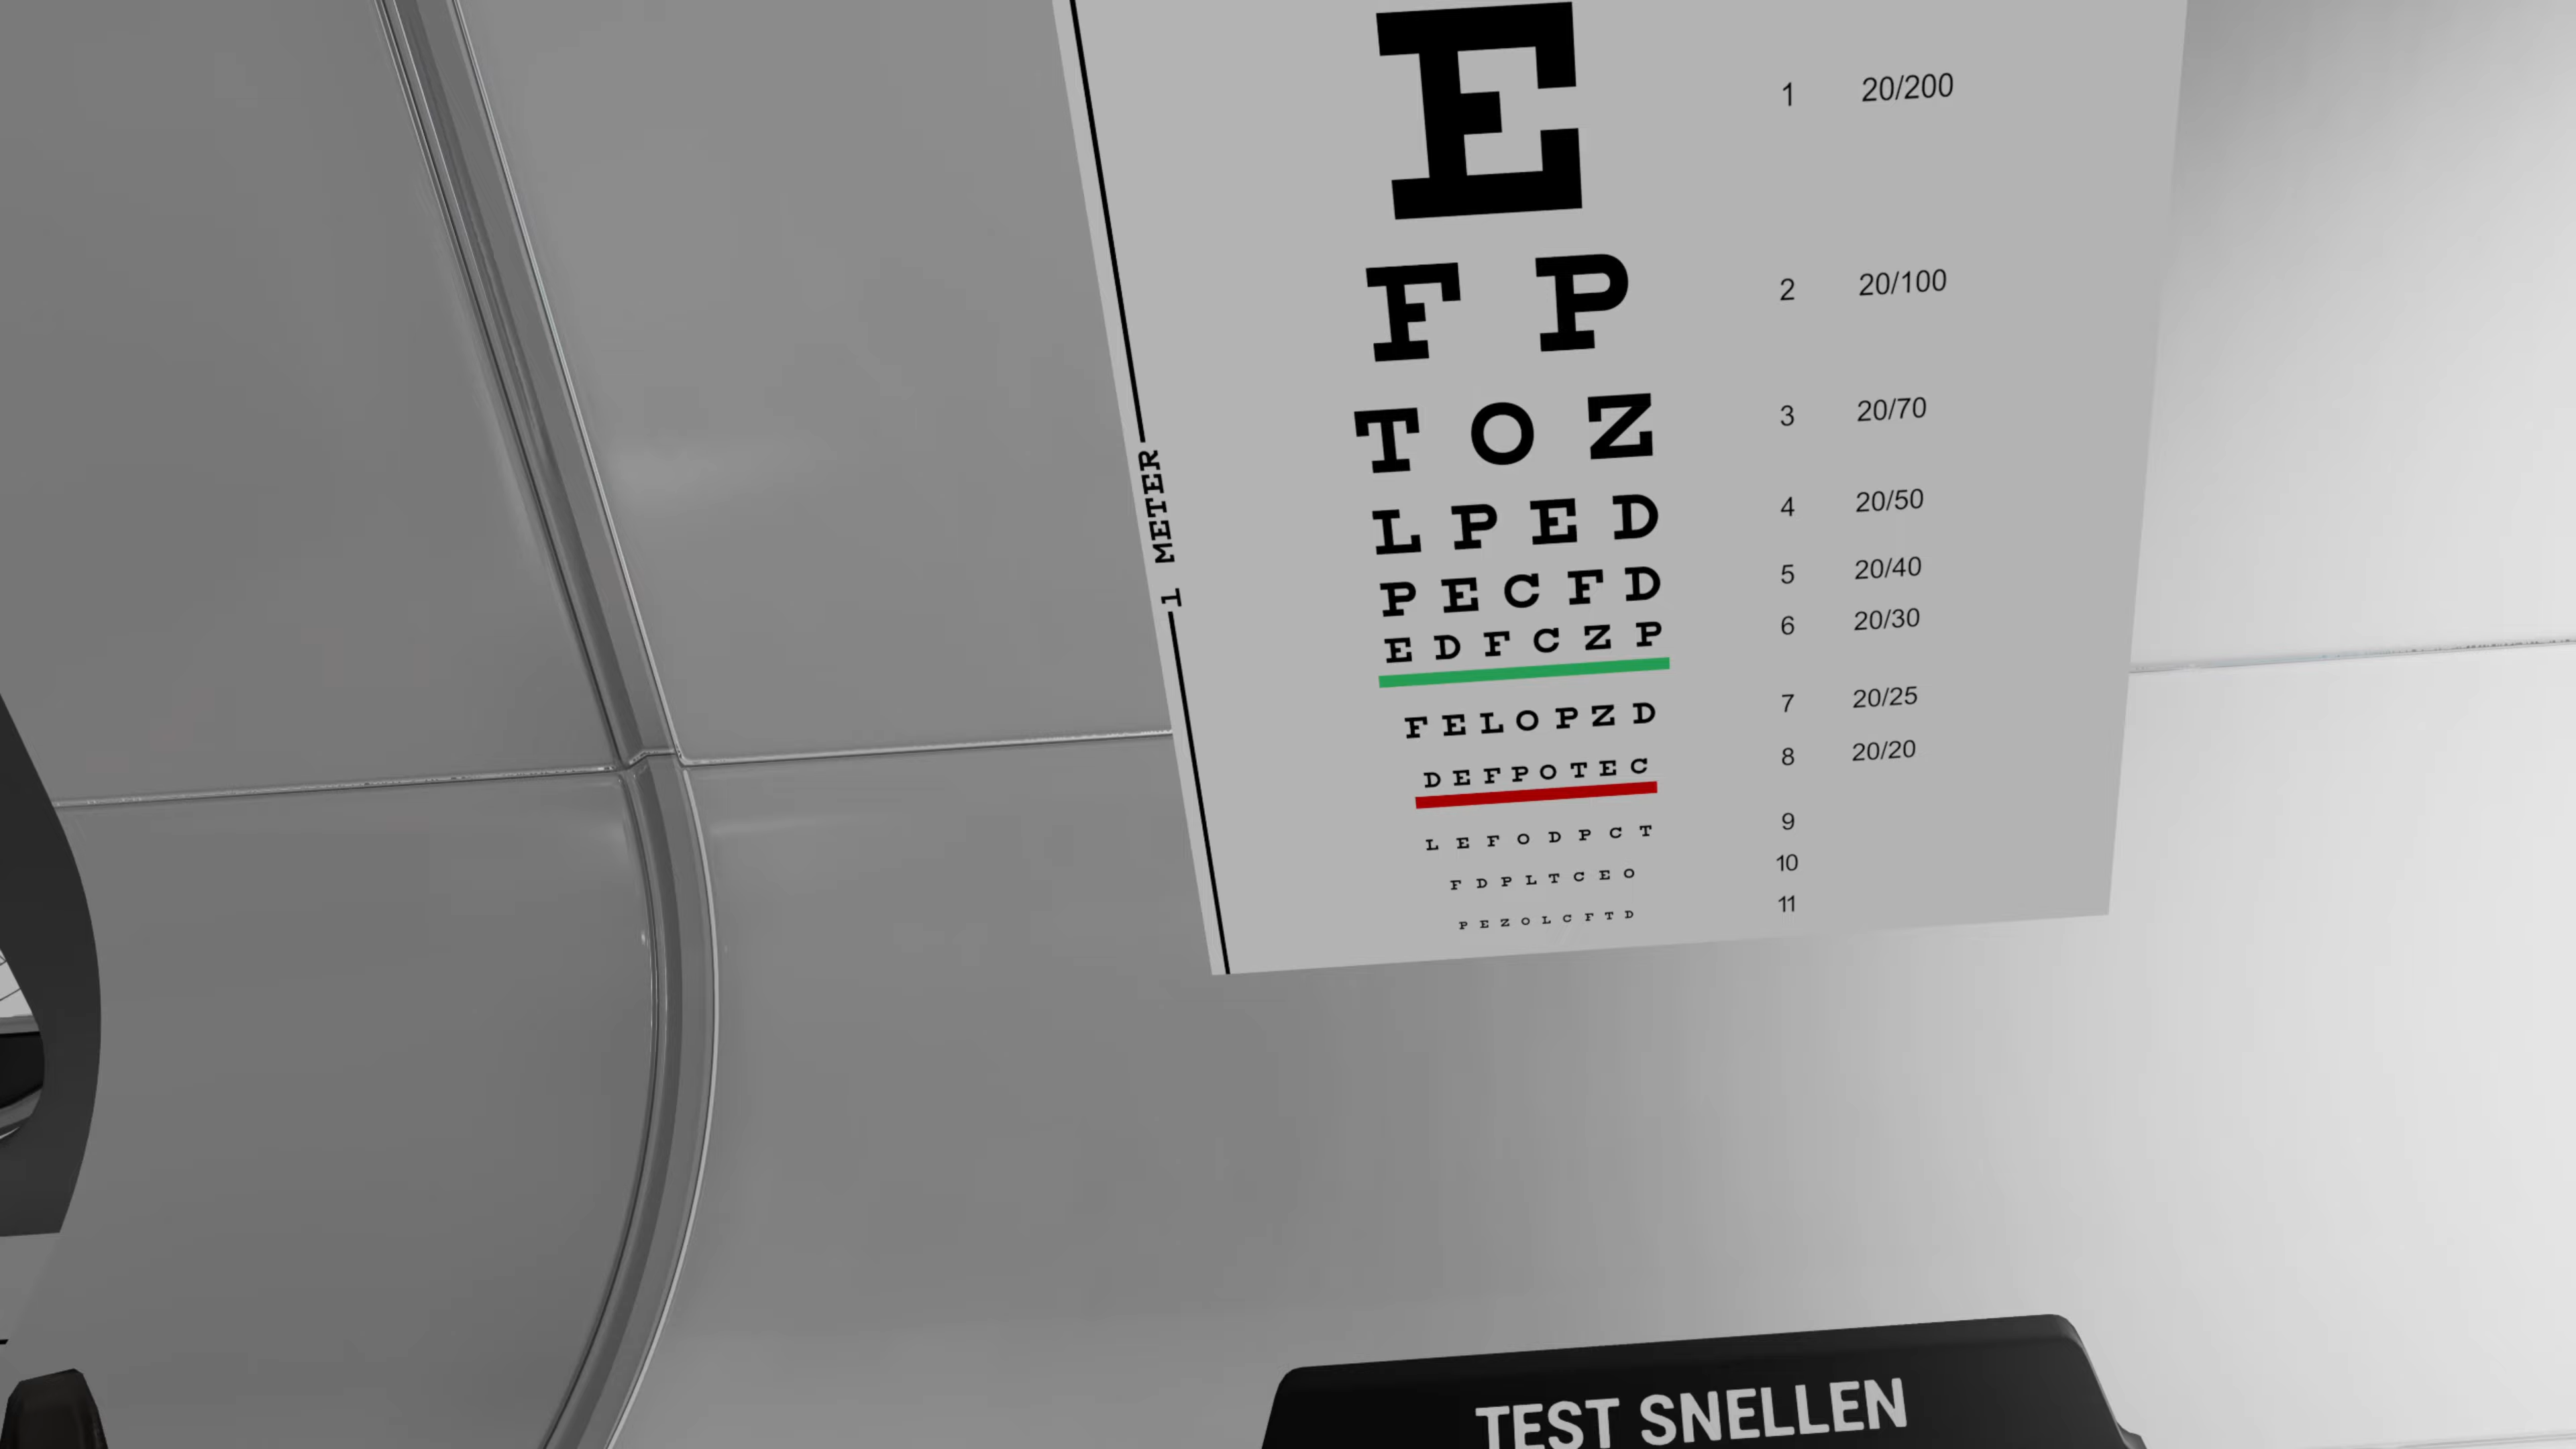 E 1 20/200
F P 2 20/100
T O Z 3 20/70
L P E D 4 20/50
P E C F D 5 20/40
E D F C Z P 6 20/30
F E L O P Z D 7 20/25
D E F P O T E C 8 20/20
L E F O D P C T 9
F D P L T C E O 10
P E Z O L C F T D 11
1 METER
TEST SNELLEN